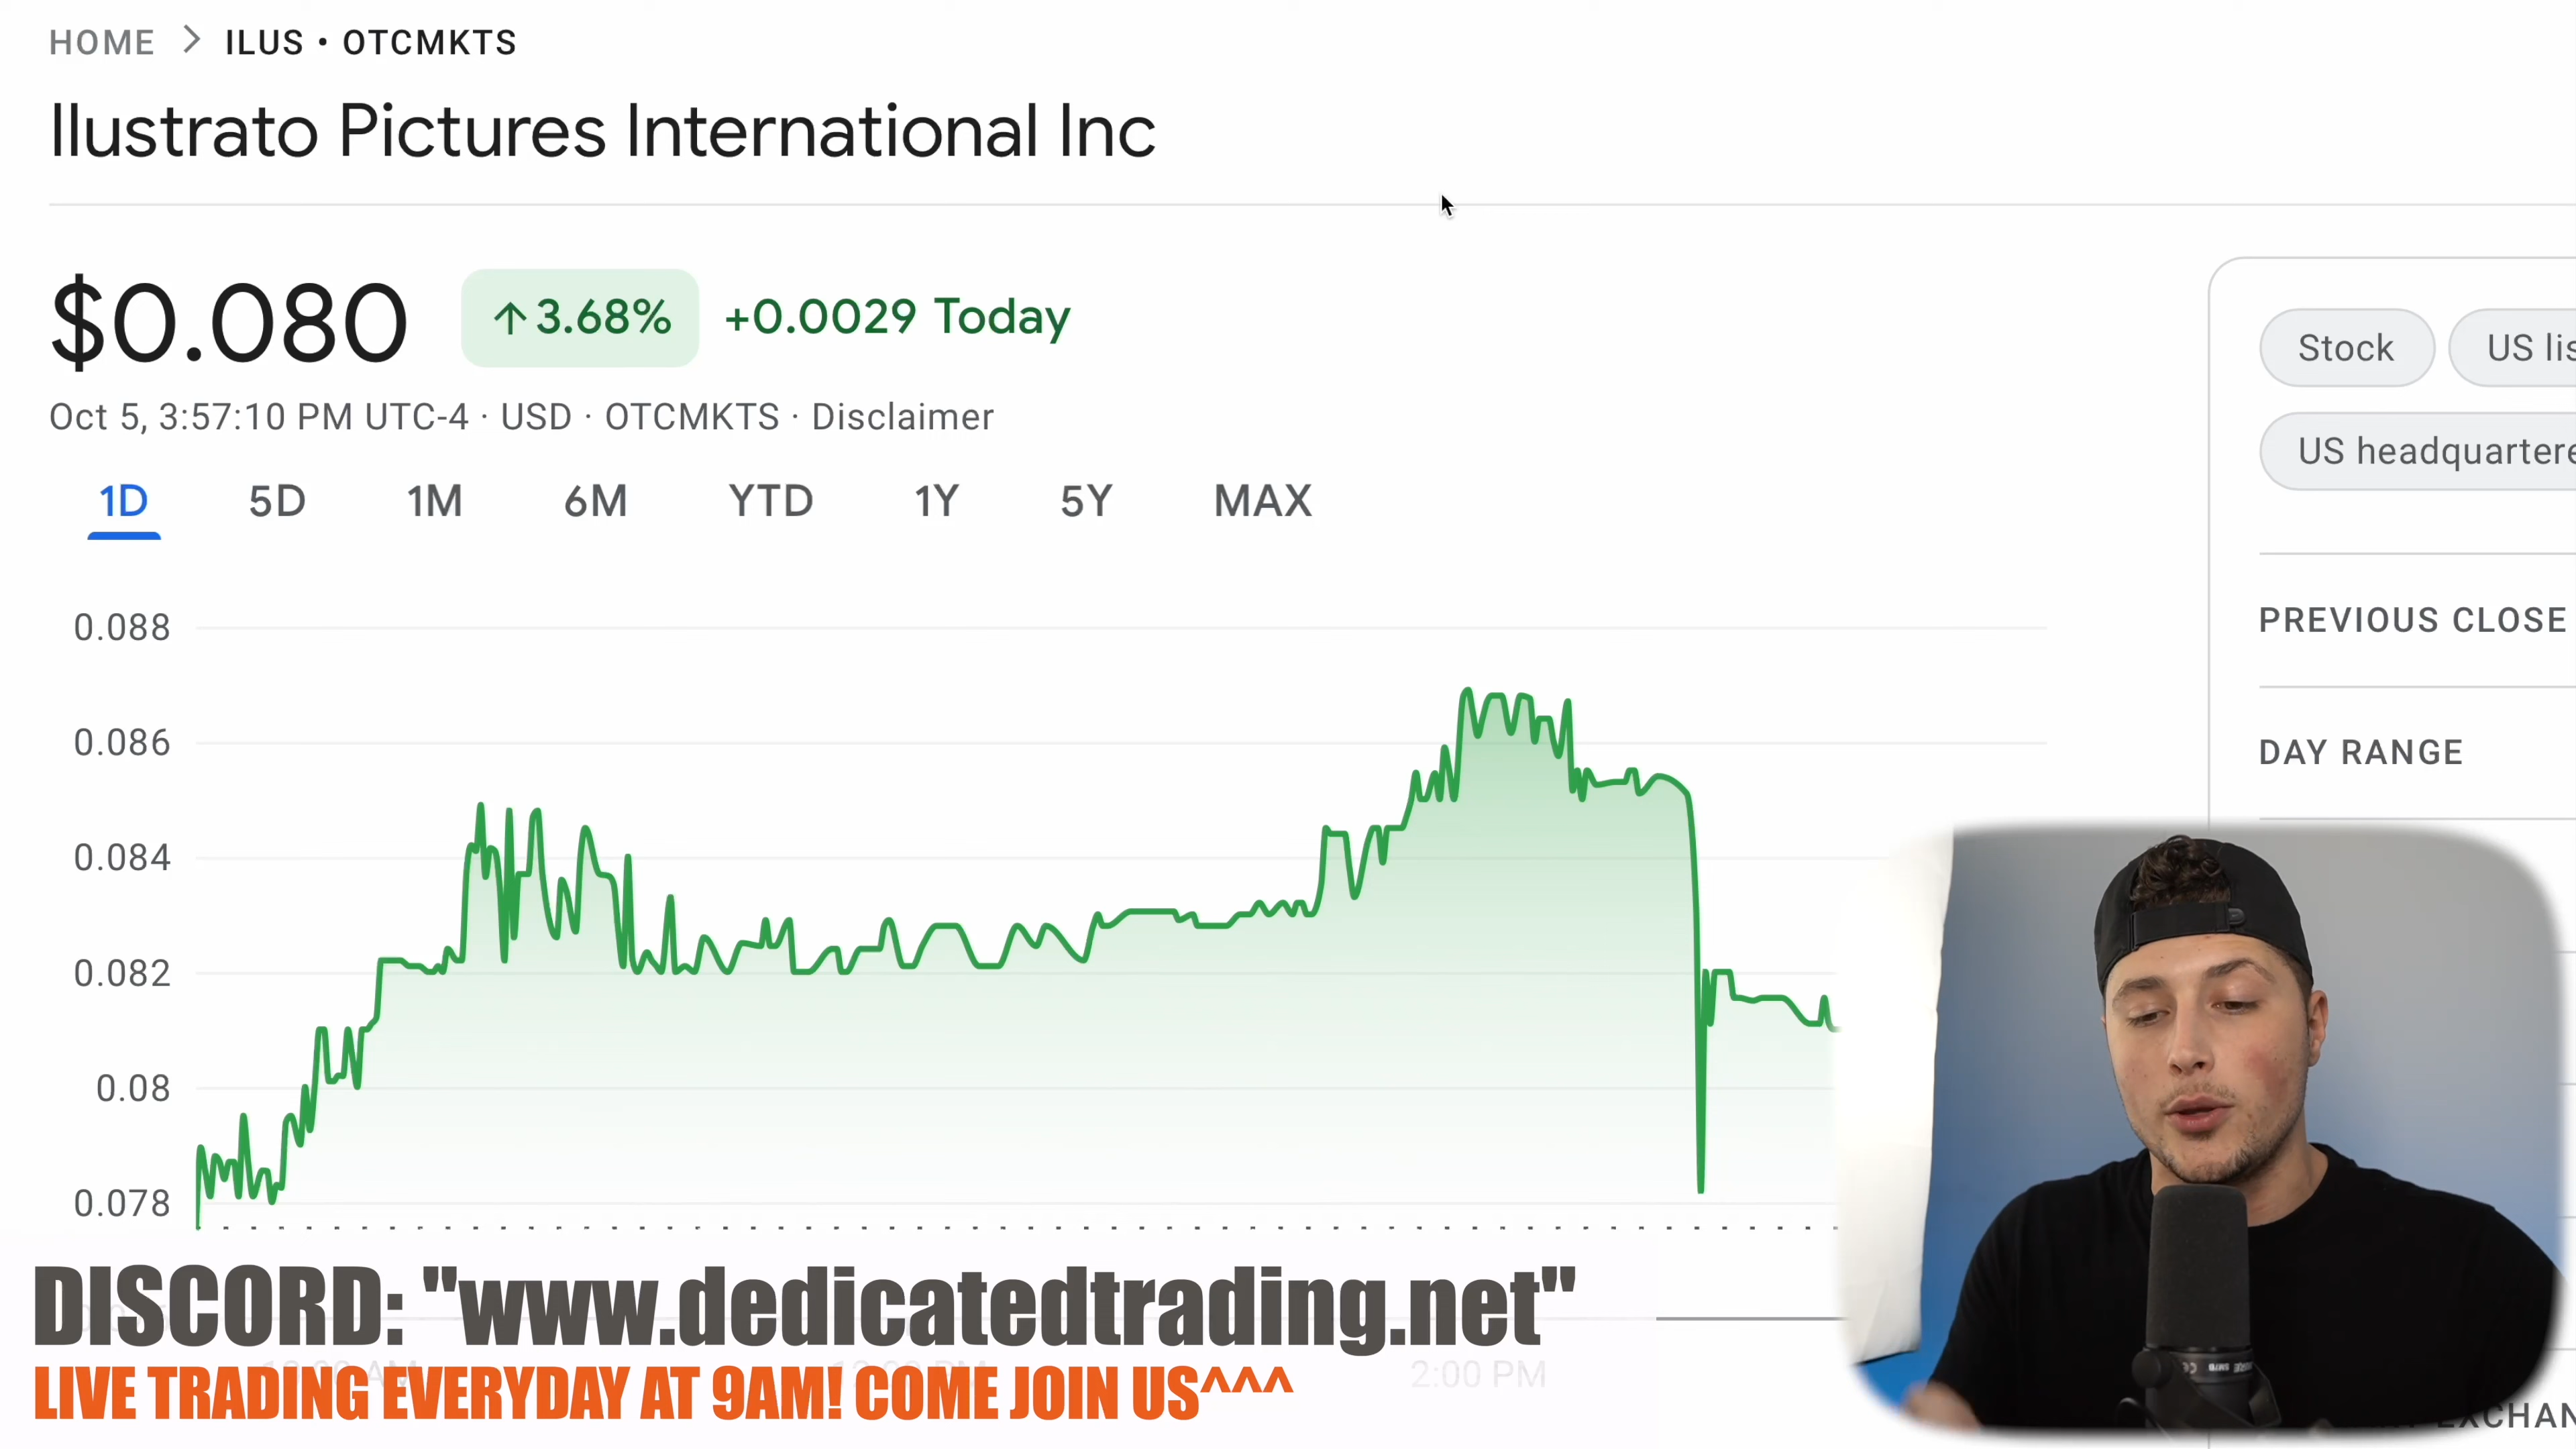 HOME > ILUS • OTCMKTS
Ilustrato Pictures International Inc
$0.080 ↑3.68% +0.0029 Today
Oct 5, 3:57:10 PM UTC-4 · USD · OTCMKTS · Disclaimer
1D 5D 1M 6M YTD 1Y 5Y MAX
0.088
0.086
0.084
0.082
0.08
0.078
2:00 PM
Stock US lis
US headquartere
PREVIOUS CLOSE
DAY RANGE
EXCHAN
DISCORD: "www.dedicatedtrading.net"
LIVE TRADING EVERYDAY AT 9AM! COME JOIN US^^^